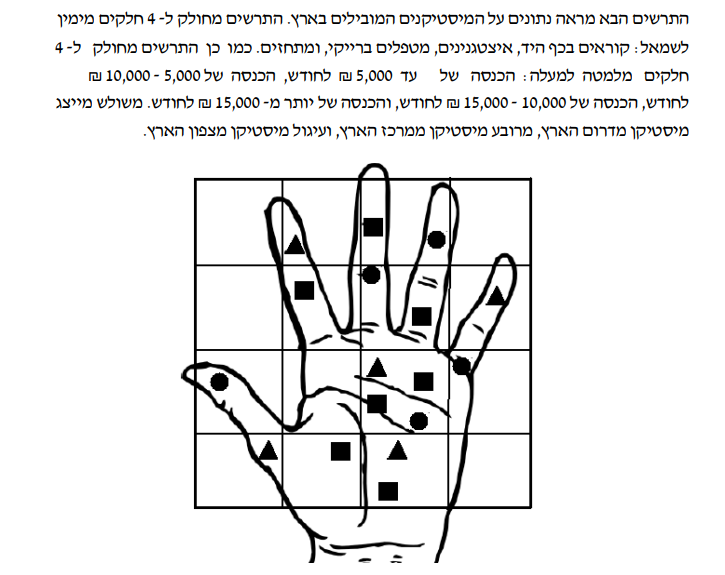 התרשים הבא מראה נתונים על המיסטיקנים המובילים בארץ. התרשים מחולק ל- 4 חלקים מימין
לשמאל: קוראים בכף היד, איצטגנינים, מטפלים ברייקי, ומתחזים. כמו כן התרשים מחולק ל- 4
חלקים מלמטה למעלה: הכנסה של עד 5,000 ₪ לחודש, הכנסה של 5,000 - 10,000 ₪
לחודש, הכנסה של 10,000 - 15,000 ₪ לחודש, והכנסה של יותר מ- 15,000 ₪ לחודש. משולש מייצג
מיסטיקן מדרום הארץ, מרובע מיסטיקן ממרכז הארץ, ועיגול מיסטיקן מצפון הארץ.